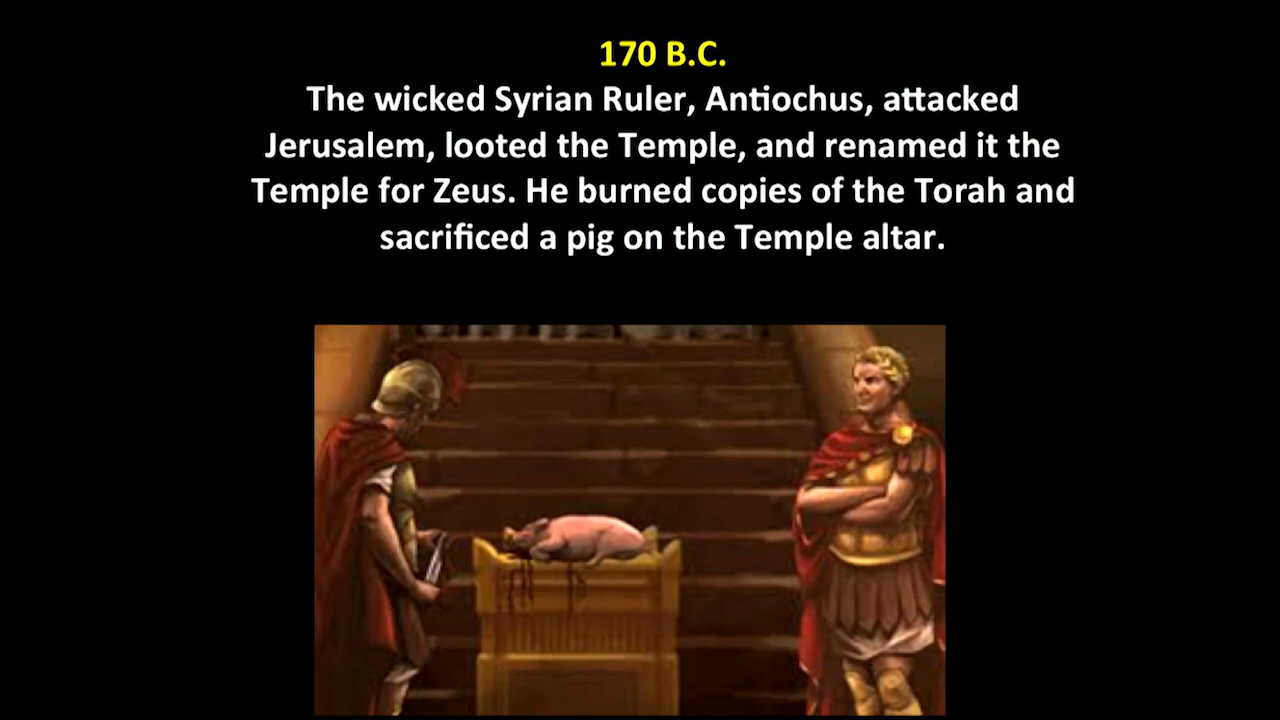 170 B.C.
The wicked Syrian Ruler, Antiochus, attacked
Jerusalem, looted the Temple, and renamed it the
Temple for Zeus. He burned copies of the Torah and
sacrificed a pig on the Temple altar.